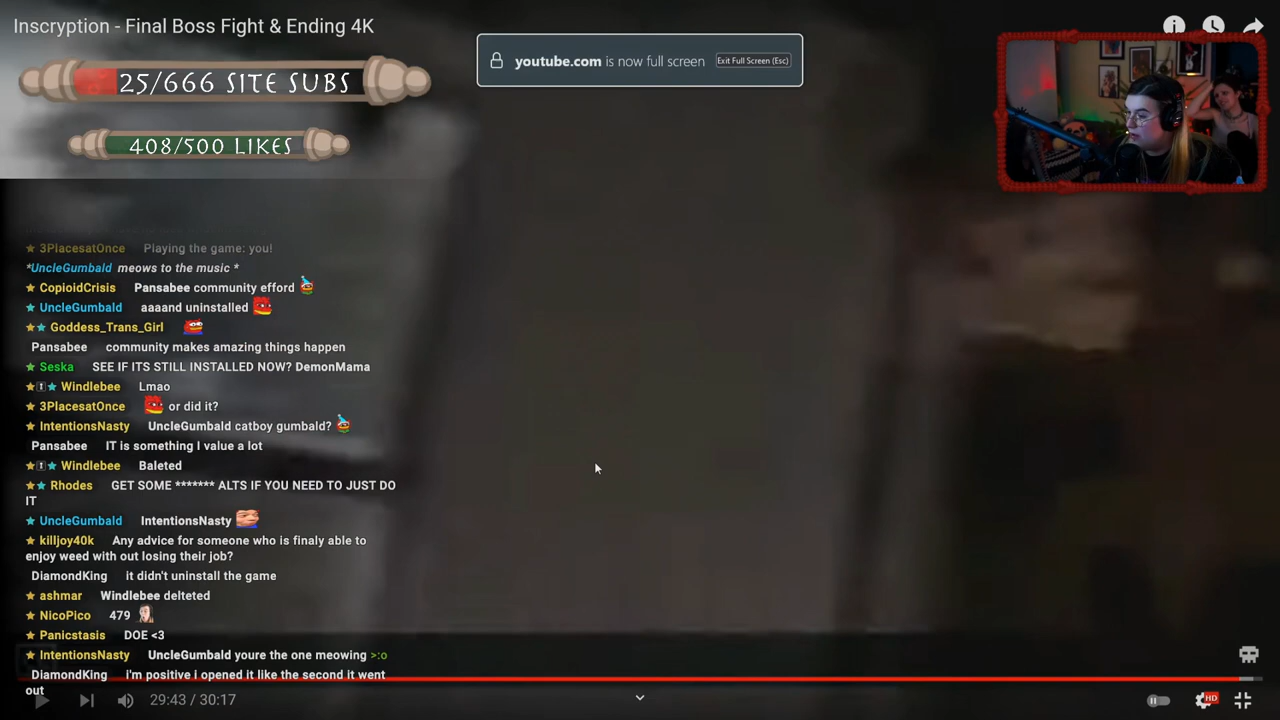 Inscryption - Final Boss Fight & Ending 4K
youtube.com is now full screen Exit Full Screen (Esc)
25/666 SITE SUBS
408/500 LIKES
3PlacesatOnce Playing the game: you!
*UncleGumbald meows to the music *
CopioidCrisis Pansabee community efford
UncleGumbald aaaand uninstalled
Goddess_Trans_Girl
Pansabee community makes amazing things happen
Seska SEE IF ITS STILL INSTALLED NOW? DemonMama
Windlebee Lmao
3PlacesatOnce or did it?
IntentionsNasty UncleGumbald catboy gumbald?
Pansabee IT is something I value a lot
Windlebee Baleted
Rhodes GET SOME ******* ALTS IF YOU NEED TO JUST DO
IT
UncleGumbald IntentionsNasty
killjoy40k Any advice for someone who is finaly able to
enjoy weed with out losing their job?
DiamondKing it didn't uninstall the game
ashmar Windlebee delteted
NicoPico 479
Panicstasis DOE <3
IntentionsNasty UncleGumbald youre the one meowing >:o
DiamondKing i'm positive i opened it like the second it went
out
29:43 / 30:17
HD